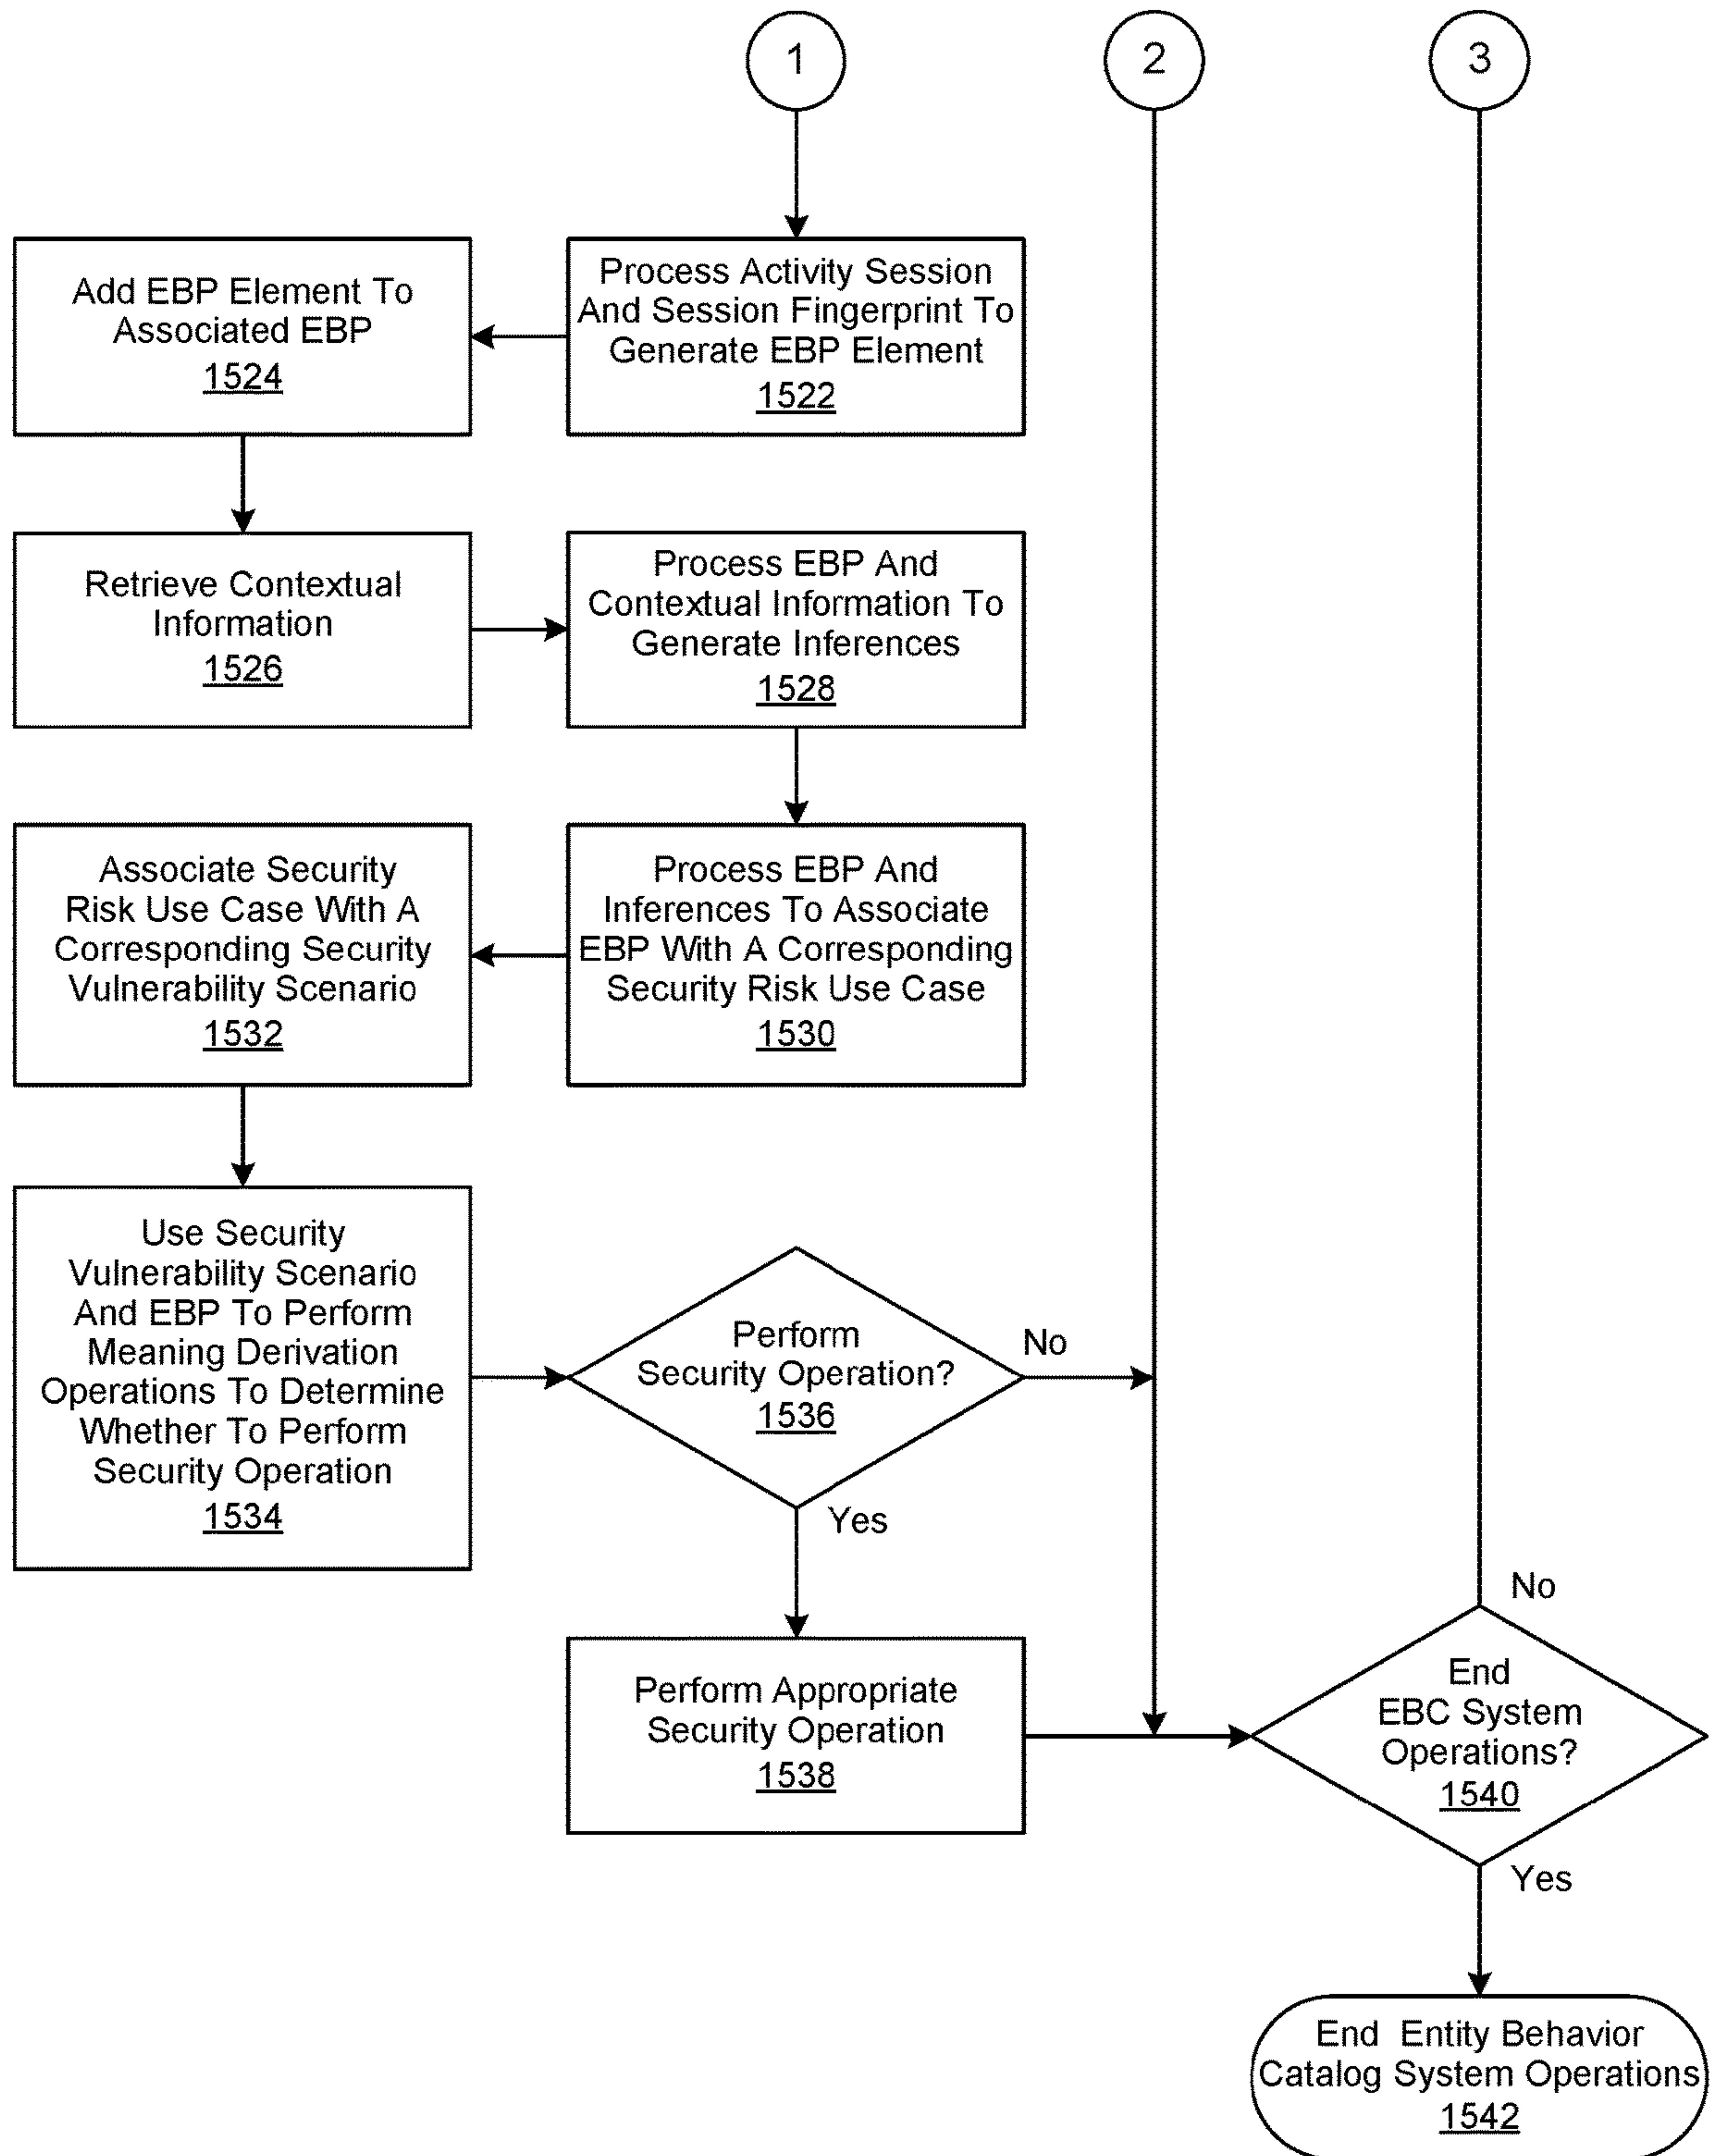 1
2
3
Process Activity Session
And Session Fingerprint To
Generate EBP Element
1522
Add EBP Element To
Associated EBP
1524
Retrieve Contextual
Information
1526
Process EBP And
Contextual Information To
Generate Inferences
1528
Process EBP And
Inferences To Associate
EBP With A Corresponding
Security Risk Use Case
1530
Associate Security
Risk Use Case With A
Corresponding Security
Vulnerability Scenario
1532
Use Security
Vulnerability Scenario
And EBP To Perform
Meaning Derivation
Operations To Determine
Whether To Perform
Security Operation
1534
Perform
Security Operation?
1536
No
Yes
Perform Appropriate
Security Operation
1538
No
End
EBC System
Operations?
1540
Yes
End Entity Behavior
Catalog System Operations
1542